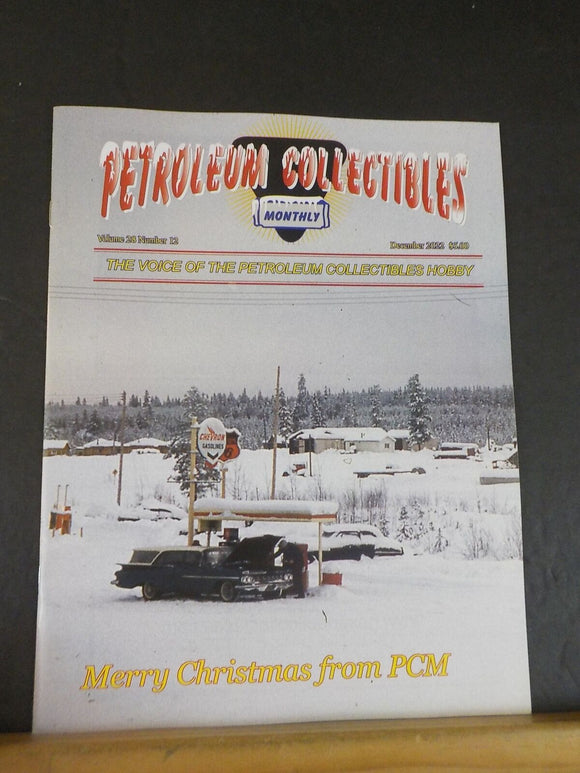 PETROLEUM COLLECTIBLES
MONTHLY
Volume 28 Number 12
December 2022 $5.00
THE VOICE OF THE PETROLEUM COLLECTIBLES HOBBY
CHEVRON
GASOLINES
Merry Christmas from PCM